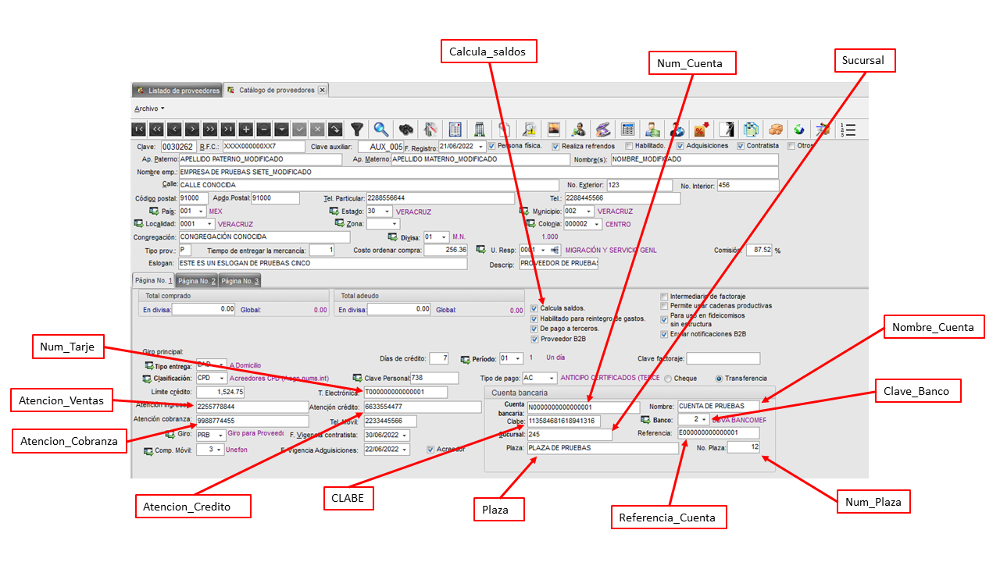 Calcula_saldos
Num_Cuenta
Sucursal
Listado de proveedores
Catálogo de proveedores
Archivo
Clave: 0030262 R.F.C.: XXXX000000XX7 Clave auxiliar: AUX_005 F. Registro: 21/06/2022 Persona física. Realiza refrendos Habilitado. Adquisiciones Contratista Otros
Ap. Paterno: APELLIDO PATERNO_MODIFICADO Ap. Materno: APELLIDO MATERNO_MODIFICADO Nombre(s): NOMBRE_MODIFICADO
Nombre emp.: EMPRESA DE PRUEBAS SIETE_MODIFICADO
Calle: CALLE CONOCIDA No. Exterior: 123 No. Interior: 456
Código postal: 91000 Apdo.Postal: 91000 Tel. Particular: 2288556644 Tel.: 2288445566
País: 001 MEX Estado: 30 VERACRUZ Municipio: 002 VERACRUZ
Localidad: 0001 VERACRUZ Zona: Colonia: 000002 CENTRO
Congregación: CONGREGACIÓN CONOCIDA Divisa: 01 M.N. 1.000
Tipo prov.: P Tiempo de entregar la mercancía: 1 Costo ordenar compra: 256.36 U. Resp: 0001 MIGRACIÓN Y SERVICIO GENL Comisión: 87.52 %
Eslogan: ESTE ES UN ESLOGAN DE PRUEBAS CINCO Descrip: PROVEEDOR DE PRUEBAS
Página No. 1 Página No. 2 Página No. 3
Total comprado Total adeudo
En divisa: 0.00 Global: 0.00 En divisa: 0.00 Global: 0.00
Calcula saldos.
Habilitado para reintegro de gastos.
De pago a terceros.
Proveedor B2B
Intermediario de factoraje
Permite usar cadenas productivas
Para uso en fideicomisos
sin estructura
Enviar notificaciones B2B
Nombre_Cuenta
Num_Tarje
Giro principal:
Tipo entrega: A Domicilio Días de crédito: 7 Período: 01 1 Un día Clave factoraje:
Clasificación: CPD Acreedores CPD (Asgn.nums.int) Clave Personal: 738 Tipo de pago: AC ANTICIPO CERTIFICADOS (TERCE Cheque Transferencia
Límite crédito: 1,524.75 T. Electrónica: T000000000000001 Cuenta bancaria
Atencion_Ventas
Clave_Banco
2255778844 Atención crédito: 6633554477 Cuenta bancaria: N0000000000000001 Nombre: CUENTA DE PRUEBAS
Atención cobranza: 9988774455 Tel. Móvil: 2233445566 Clabe: 113584681618941316 Banco: 2 BBVA BANCOMER
Giro: PRB Giro para Proveedo F. Vigencia contratista: 30/06/2022 Sucursal: 245 Referencia: E000000000000001
Comp. Móvil: 3 Unefon F. Vigencia Adquisiciones: 22/06/2022 Acreedor Plaza: PLAZA DE PRUEBAS No. Plaza: 12
Atencion_Cobranza
Atencion_Credito
CLABE
Plaza
Referencia_Cuenta
Num_Plaza